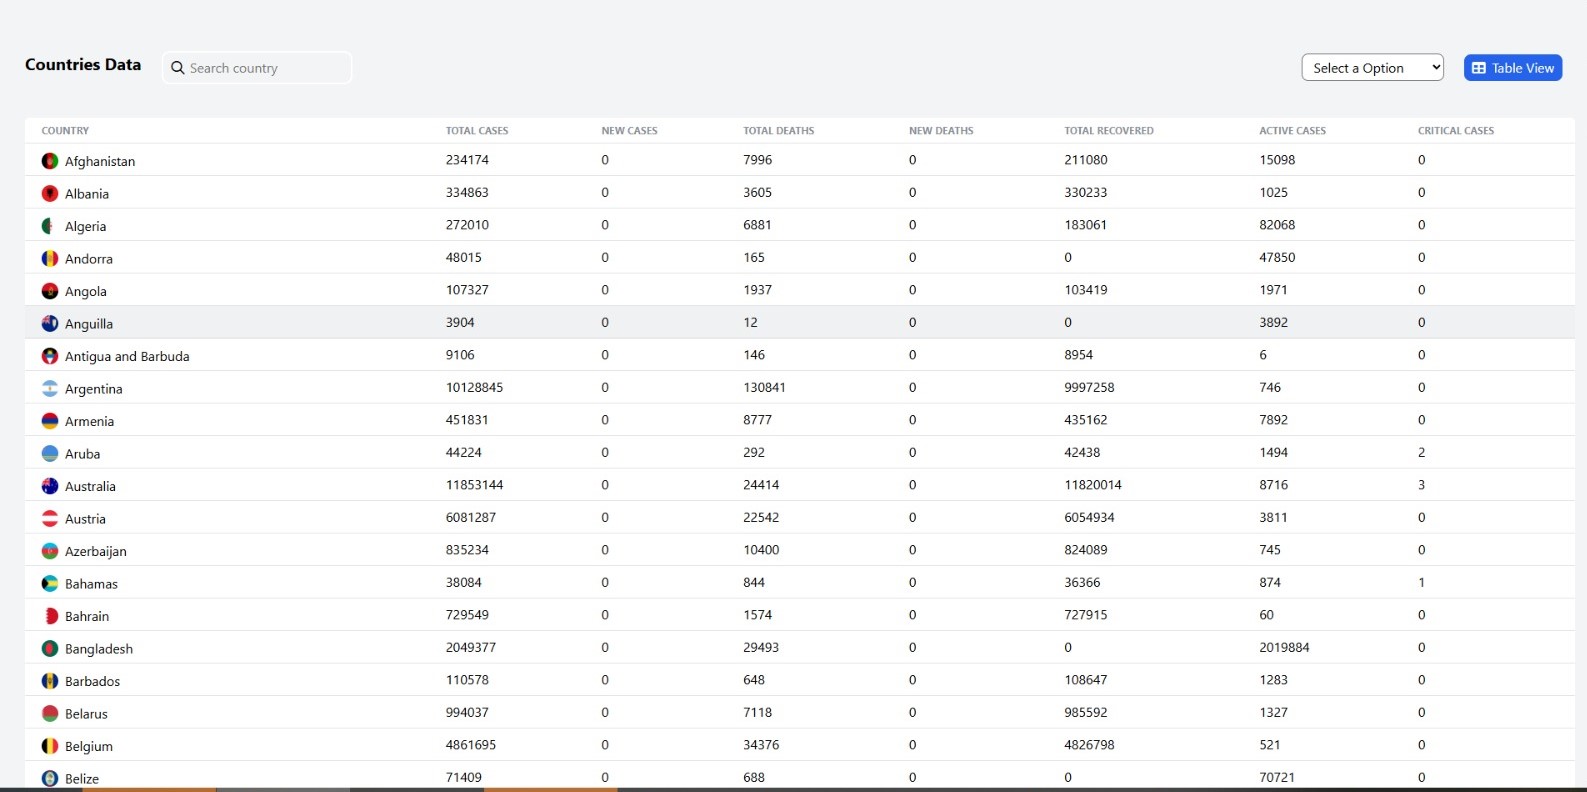 Countries Data Search country Select a Option Table View
COUNTRY TOTAL CASES NEW CASES TOTAL DEATHS NEW DEATHS TOTAL RECOVERED ACTIVE CASES CRITICAL CASES
Afghanistan 234174 0 7996 0 211080 15098 0
Albania 334863 0 3605 0 330233 1025 0
Algeria 272010 0 6881 0 183061 82068 0
Andorra 48015 0 165 0 0 47850 0
Angola 107327 0 1937 0 103419 1971 0
Anguilla 3904 0 12 0 0 3892 0
Antigua and Barbuda 9106 0 146 0 8954 6 0
Argentina 10128845 0 130841 0 9997258 746 0
Armenia 451831 0 8777 0 435162 7892 0
Aruba 44224 0 292 0 42438 1494 2
Australia 11853144 0 24414 0 11820014 8716 3
Austria 6081287 0 22542 0 6054934 3811 0
Azerbaijan 835234 0 10400 0 824089 745 0
Bahamas 38084 0 844 0 36366 874 1
Bahrain 729549 0 1574 0 727915 60 0
Bangladesh 2049377 0 29493 0 0 2019884 0
Barbados 110578 0 648 0 108647 1283 0
Belarus 994037 0 7118 0 985592 1327 0
Belgium 4861695 0 34376 0 4826798 521 0
Belize 71409 0 688 0 0 70721 0